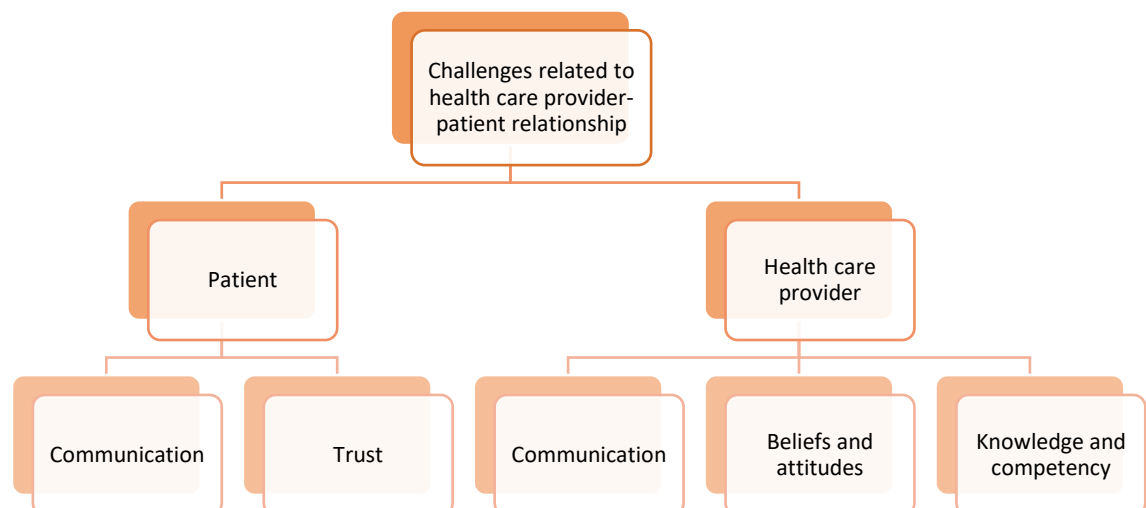 Challenges related to
health care provider-
patient relationship
Patient
Health care
provider
Communication
Trust
Communication
Beliefs and
attitudes
Knowledge and
competency